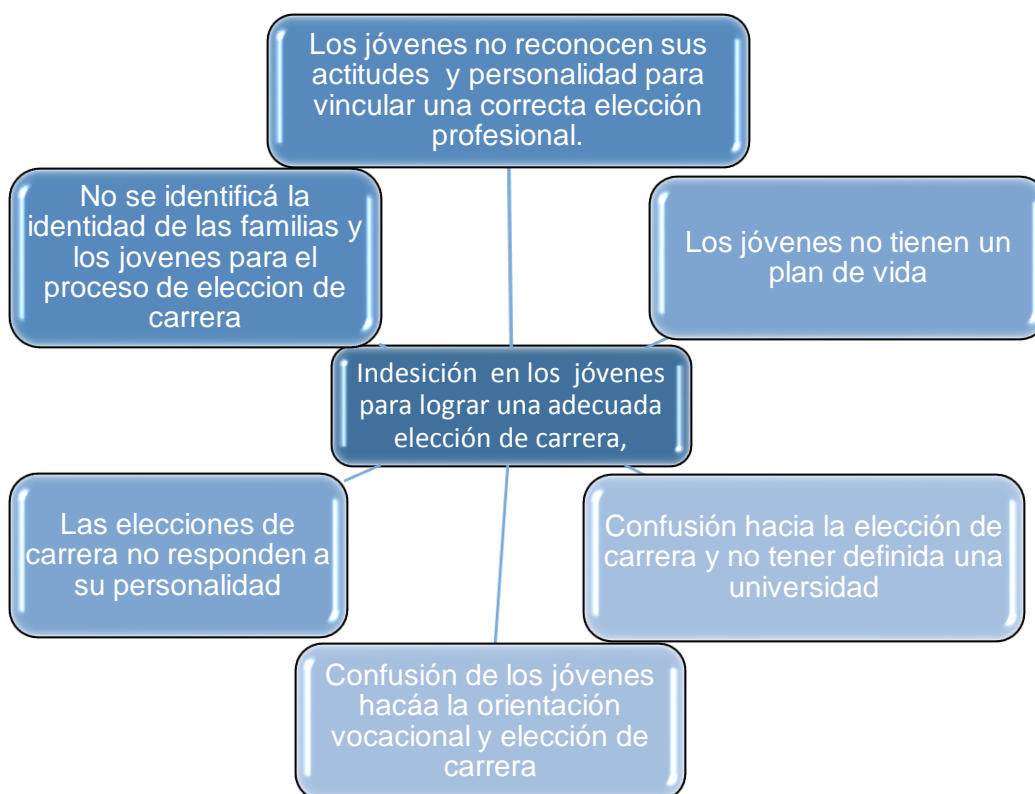 Los jóvenes no reconocen sus
actitudes  y personalidad para
vincular una correcta elección
profesional.
No se identificá la
identidad de las familias y
los jovenes para el
proceso de eleccion de
carrera
Los jóvenes no tienen un
plan de vida
Indesición  en los  jóvenes
para lograr una adecuada
elección de carrera,
Las elecciones de
carrera no responden a
su personalidad
Confusión hacia la elección de
carrera y no tener definida una
universidad
Confusión de los jóvenes
hacáa la orientación
vocacional y elección de
carrera